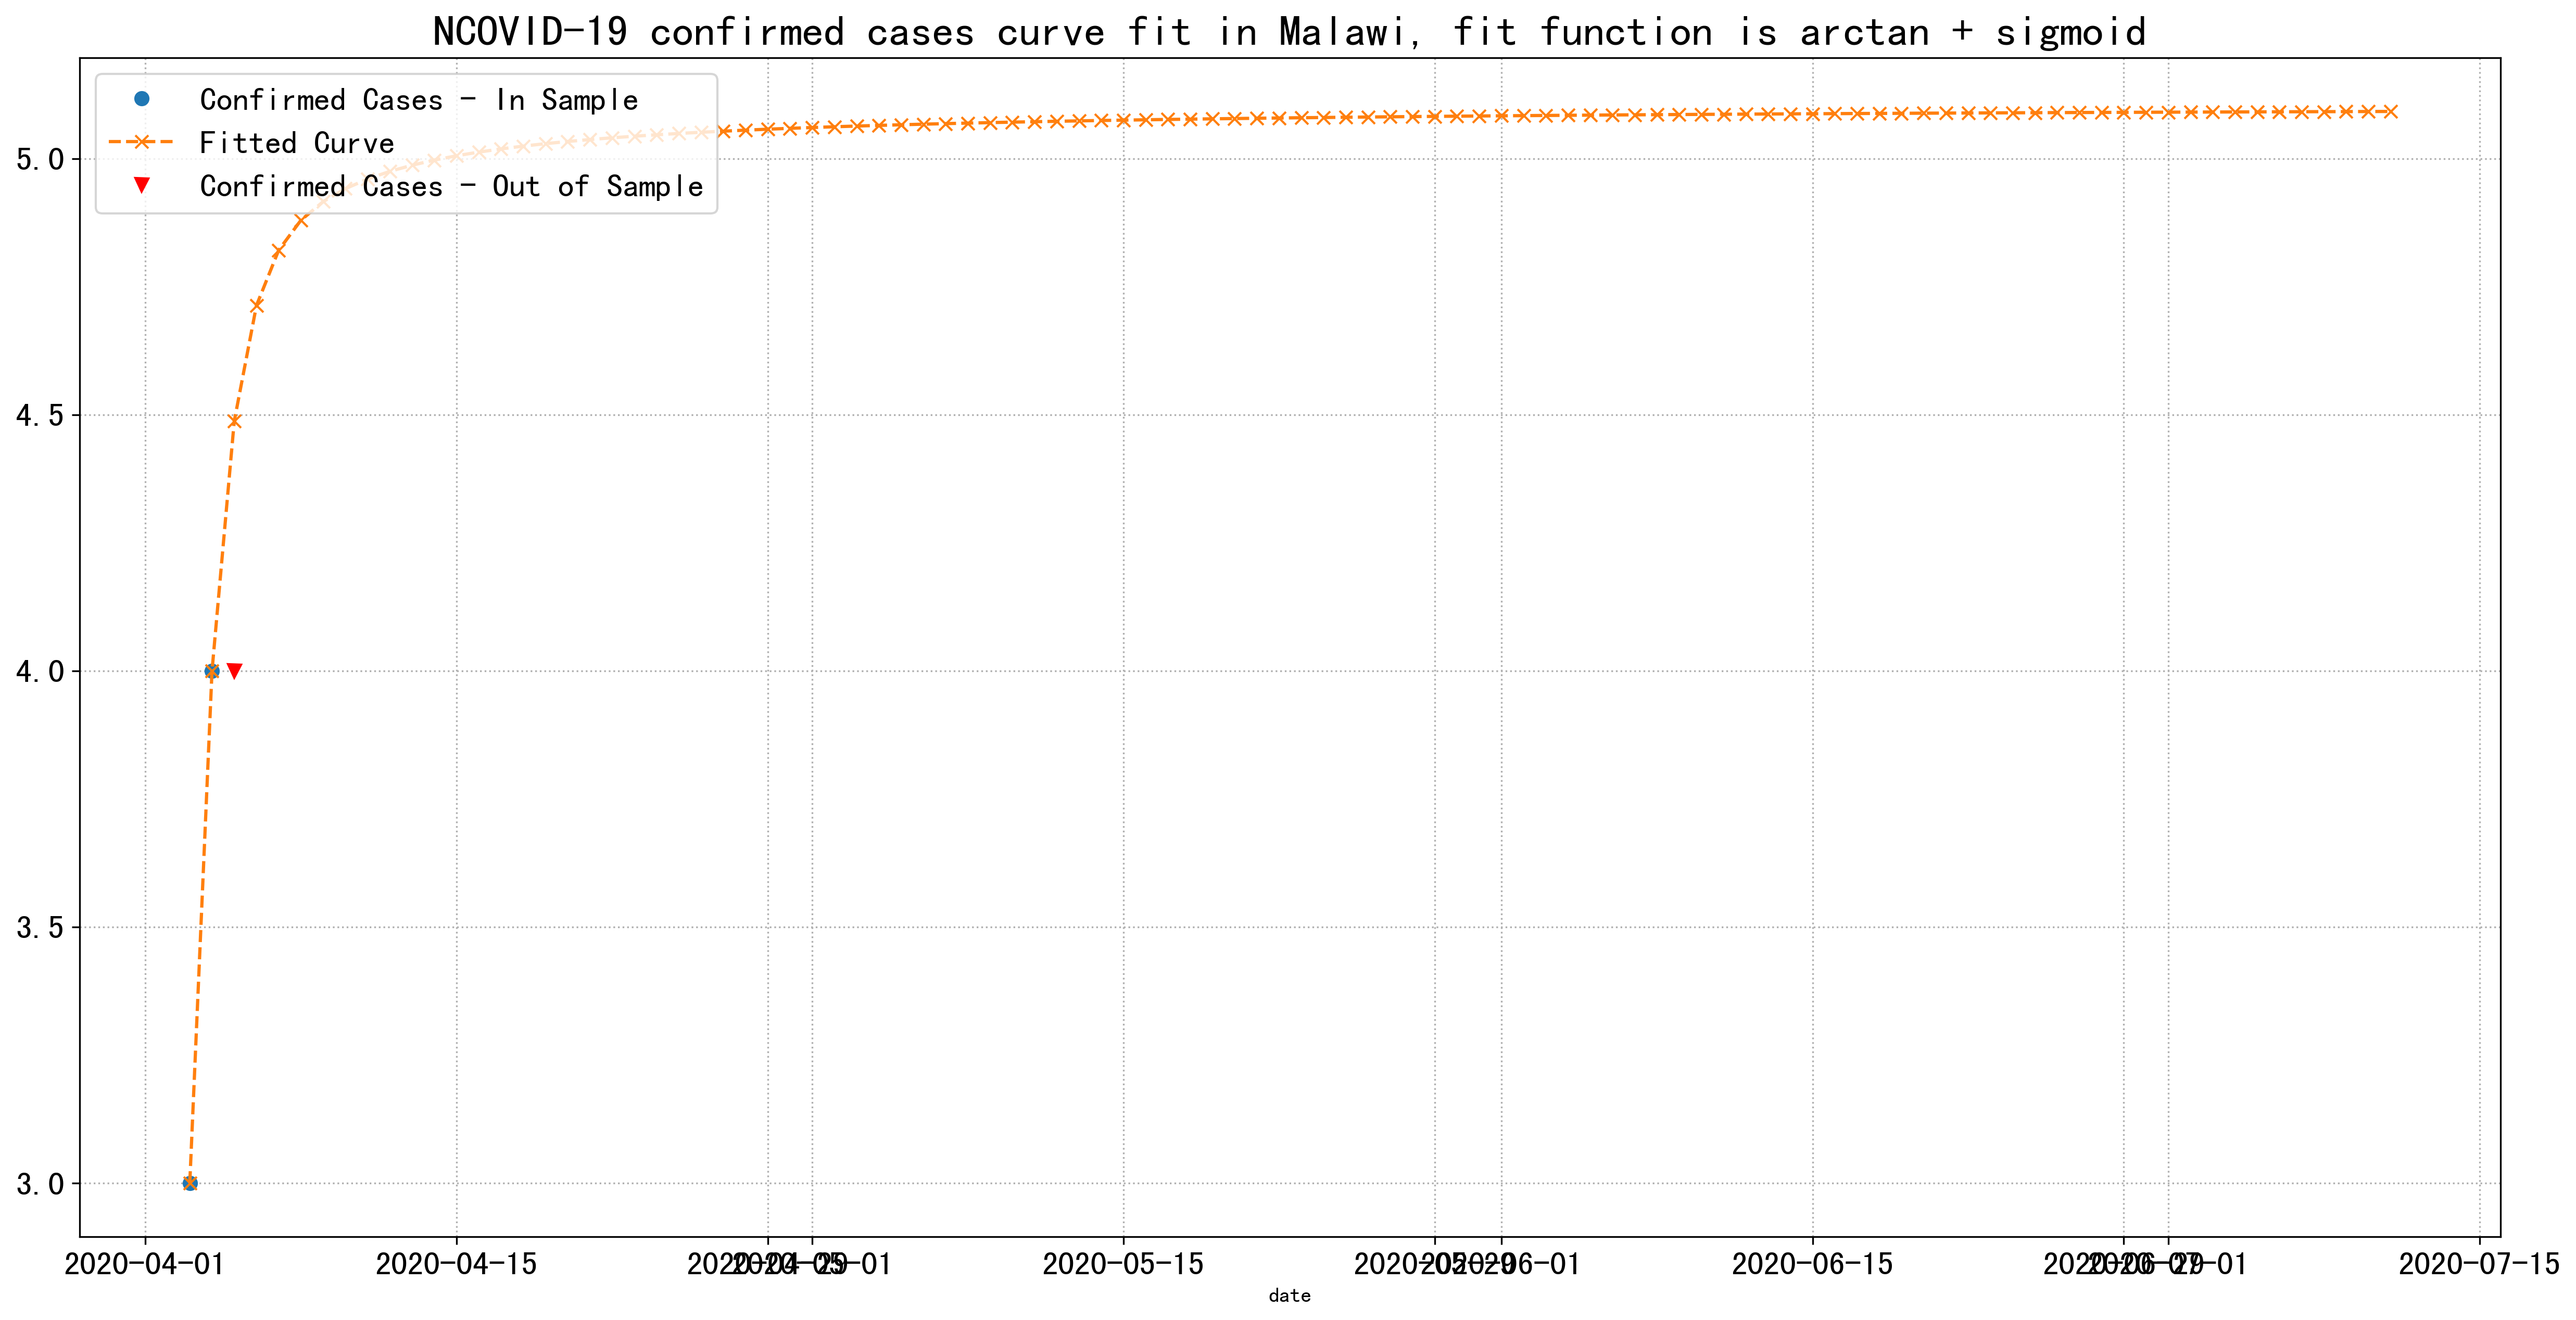 NCOVID-19 confirmed cases curve fit in Malawi, fit function is arctan + sigmoid
Confirmed Cases - In Sample
Fitted Curve
Confirmed Cases - Out of Sample
5.0
4.5
4.0
3.5
3.0
2020-04-01 2020-04-15 2020-04-29 2020-05-01 2020-05-15 2020-05-29 2020-06-01 2020-06-15 2020-06-29 2020-07-01 2020-07-15
date